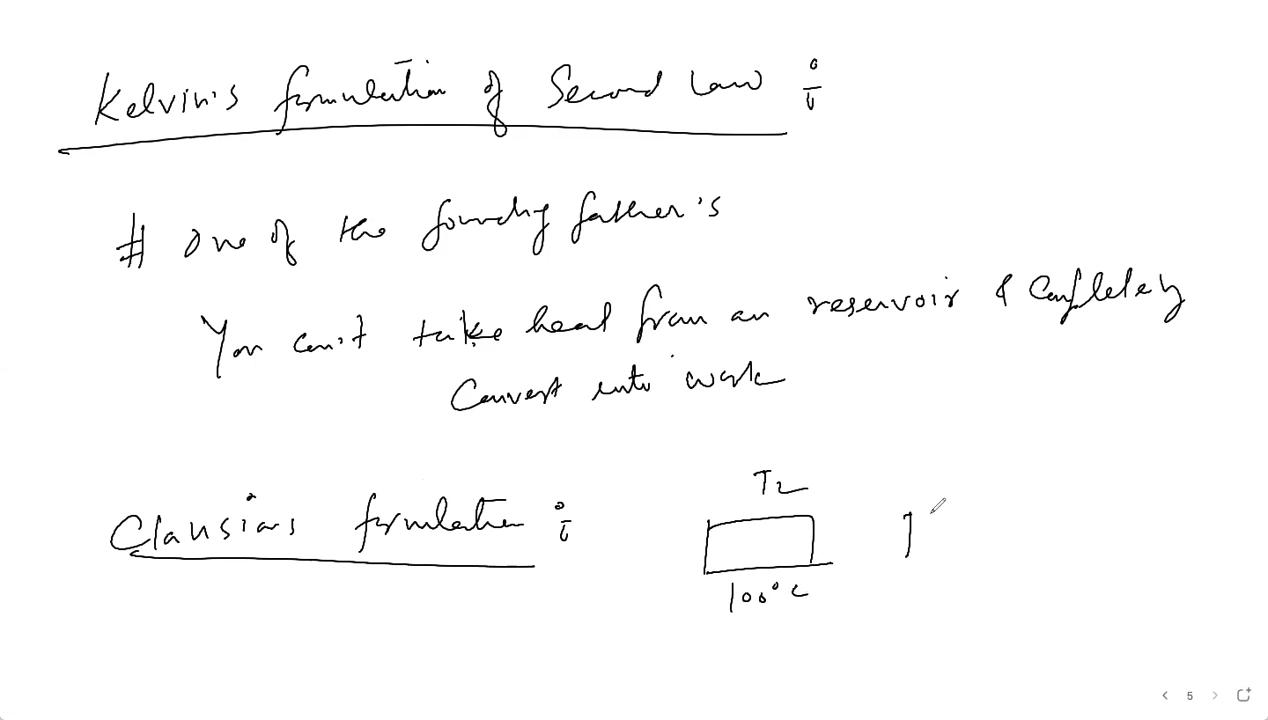 Kelvin's formulation of Second Law :
# One of the founding father's
You can't take heat from an reservoir & Completely
Convert into work
Clausius formulation :
T2
100°C
5